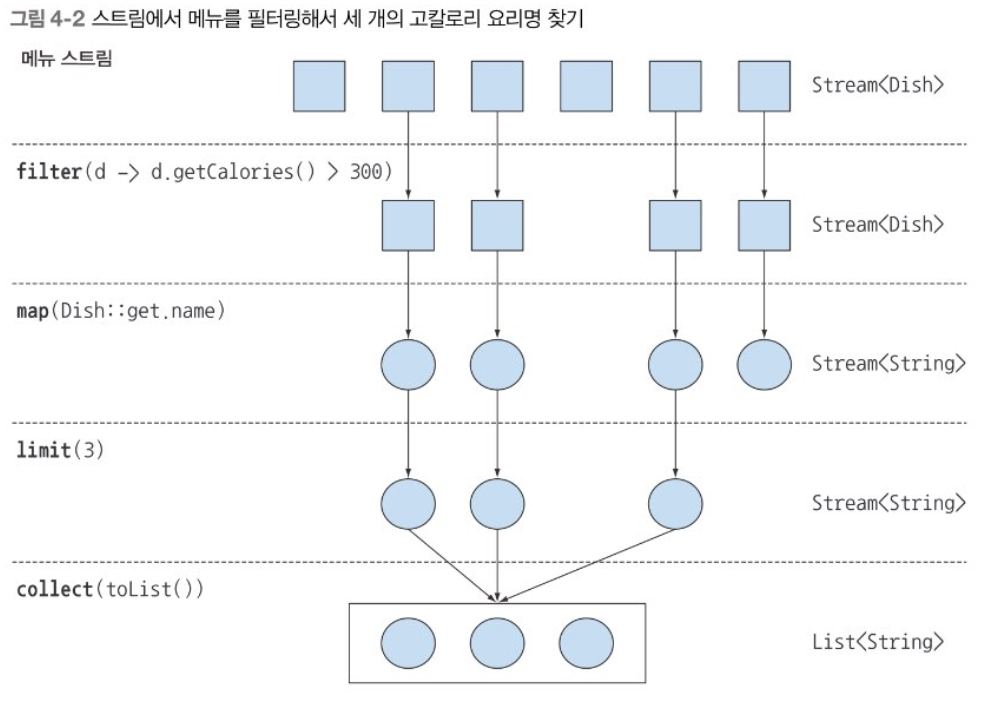 그림 4-2 스트림에서 메뉴를 필터링해서 세 개의 고칼로리 요리명 찾기
메뉴 스트림
Stream<Dish>
filter(d -> d.getCalories() > 300)
Stream<Dish>
map(Dish::get.name)
Stream<String>
limit(3)
Stream<String>
collect(toList())
List<String>